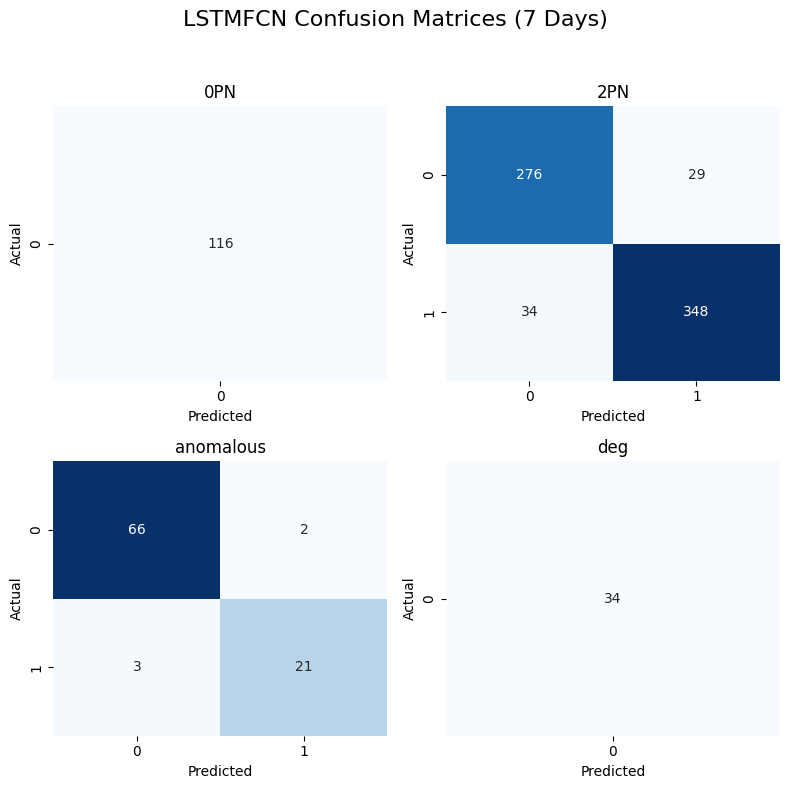 LSTMFCN Confusion Matrices (7 Days)
0PN
Actual
0
116
0
Predicted
2PN
Actual
0
276
29
1
34
348
0
1
Predicted
anomalous
Actual
0
66
2
1
3
21
0
1
Predicted
deg
Actual
0
34
0
Predicted